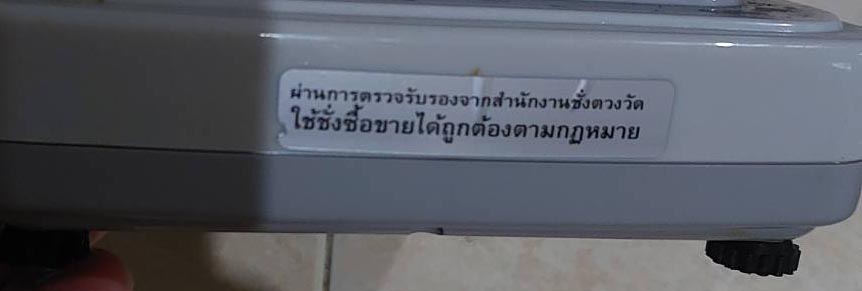 ผ่านการตรวจรับรองจากสำนักงานชั่งตวงวัด
ใช้ชั่งซื้อขายได้ถูกต้องตามกฎหมาย